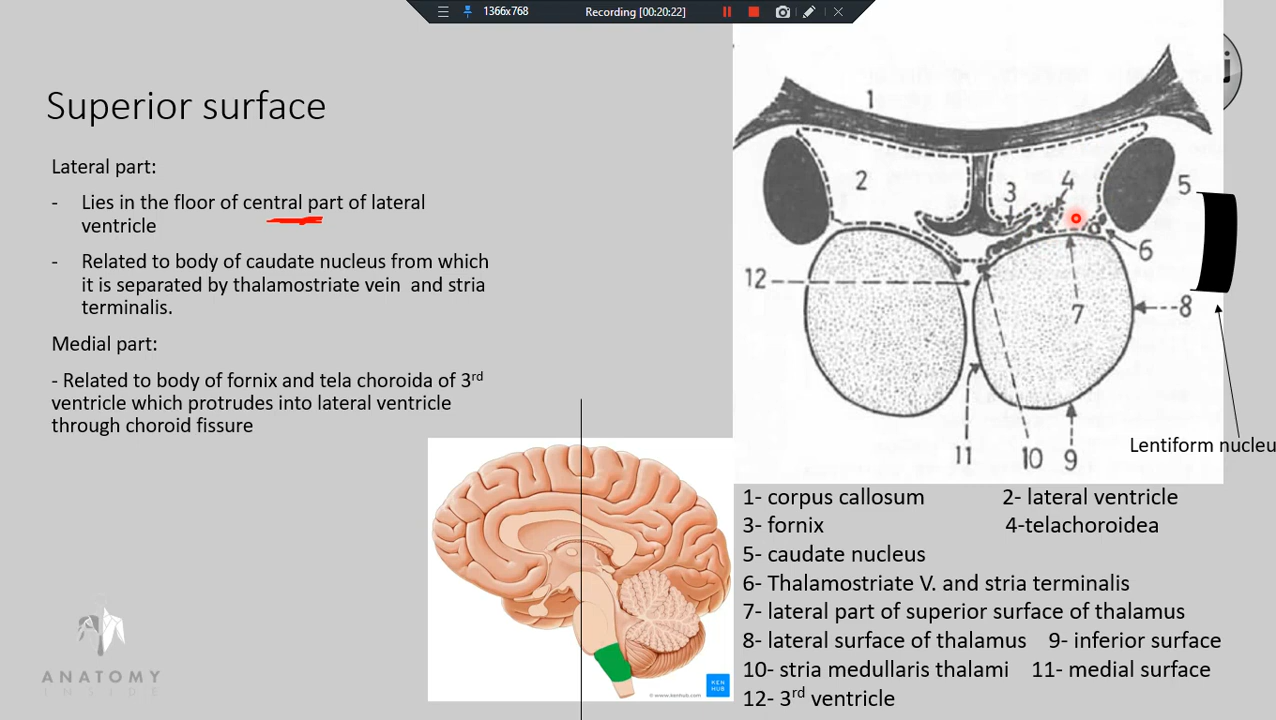 1366x768
Recording [00:20:22]
Superior surface
Lateral part:
- Lies in the floor of central part of lateral
ventricle
- Related to body of caudate nucleus from which
it is separated by thalamostriate vein and stria
terminalis.
Medial part:
- Related to body of fornix and tela choroida of 3rd
ventricle which protrudes into lateral ventricle
through choroid fissure
1
2
3
4
5
6
12
7
8
11
10
9
i
Lentiform nucleu
KEN
HUB
© www.kenhub.com
ANATOMY
INSIDE
1- corpus callosum 2- lateral ventricle
3- fornix 4-telachoroidea
5- caudate nucleus
6- Thalamostriate V. and stria terminalis
7- lateral part of superior surface of thalamus
8- lateral surface of thalamus 9- inferior surface
10- stria medullaris thalami 11- medial surface
12- 3rd ventricle